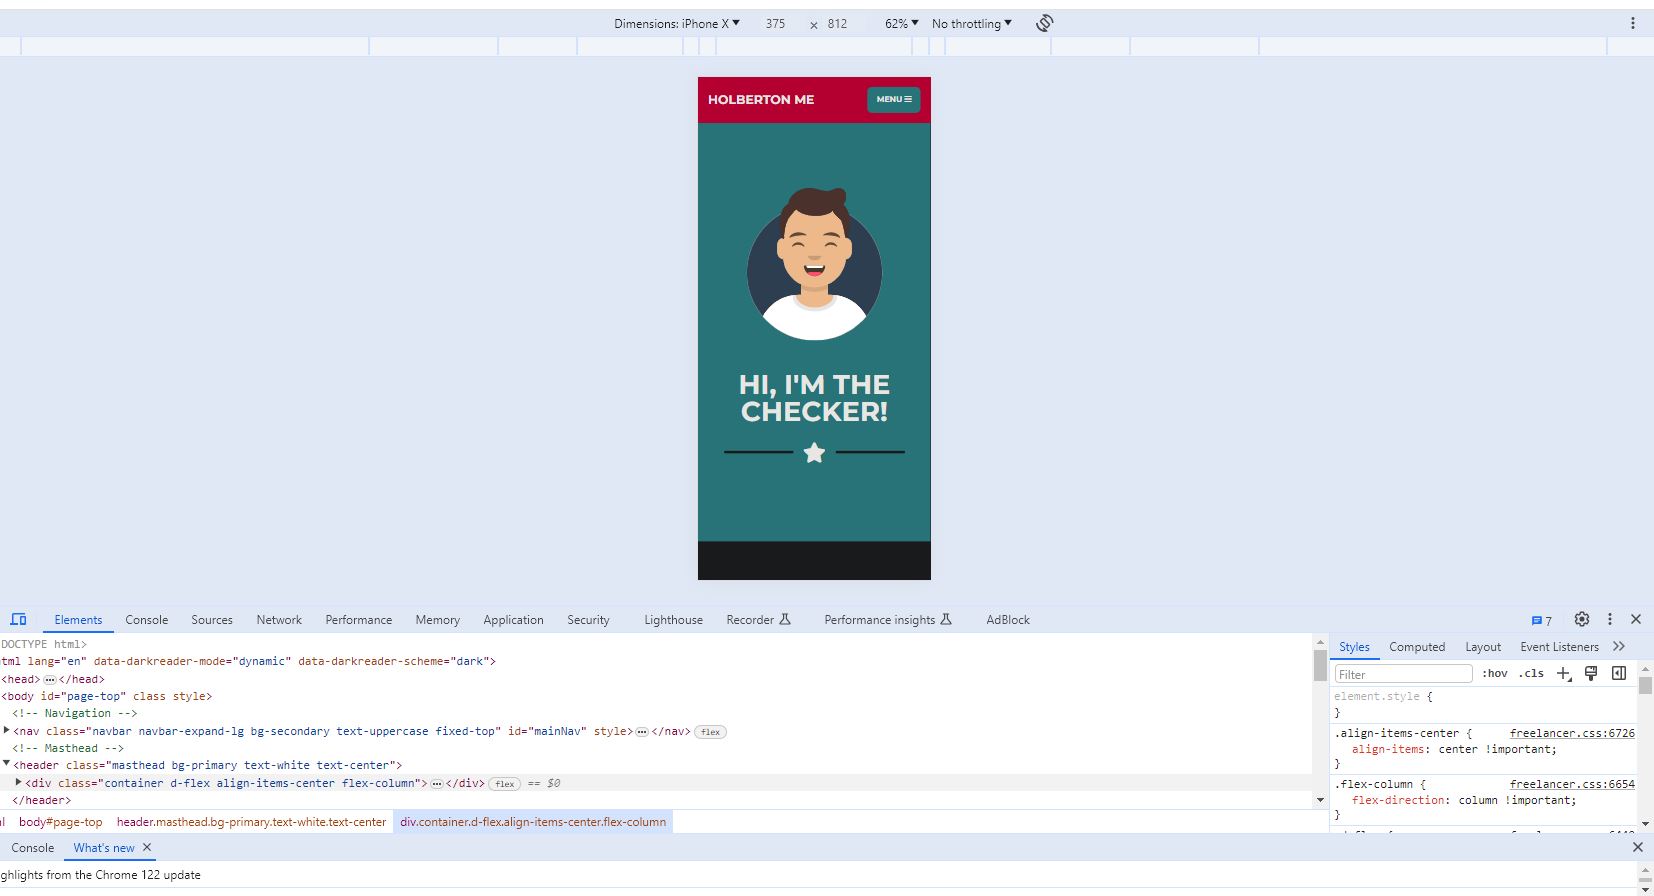 Dimensions: iPhone X ▼ 375 × 812 62% ▼ No throttling ▼
HOLBERTON ME MENU
HI, I'M THE
CHECKER!
Elements Console Sources Network Performance Memory Application Security Lighthouse Recorder Performance insights AdBlock 7
DOCTYPE html>
tml lang="en" data-darkreader-mode="dynamic" data-darkreader-scheme="dark">
<head> ⋯ </head>
<body id="page-top" class style>
<!-- Navigation -->
<nav class="navbar navbar-expand-lg bg-secondary text-uppercase fixed-top" id="mainNav" style> ⋯ </nav> flex
<!-- Masthead -->
<header class="masthead bg-primary text-white text-center">
<div class="container d-flex align-items-center flex-column"> ⋯ </div> flex == $0
</header>
l body#page-top header.masthead.bg-primary.text-white.text-center div.container.d-flex.align-items-center.flex-column
Styles Computed Layout Event Listeners >>
Filter :hov .cls +
element.style {
}
.align-items-center { freelancer.css:6726
align-items: center !important;
}
.flex-column { freelancer.css:6654
flex-direction: column !important;
}
Console What's new ×
ghlights from the Chrome 122 update